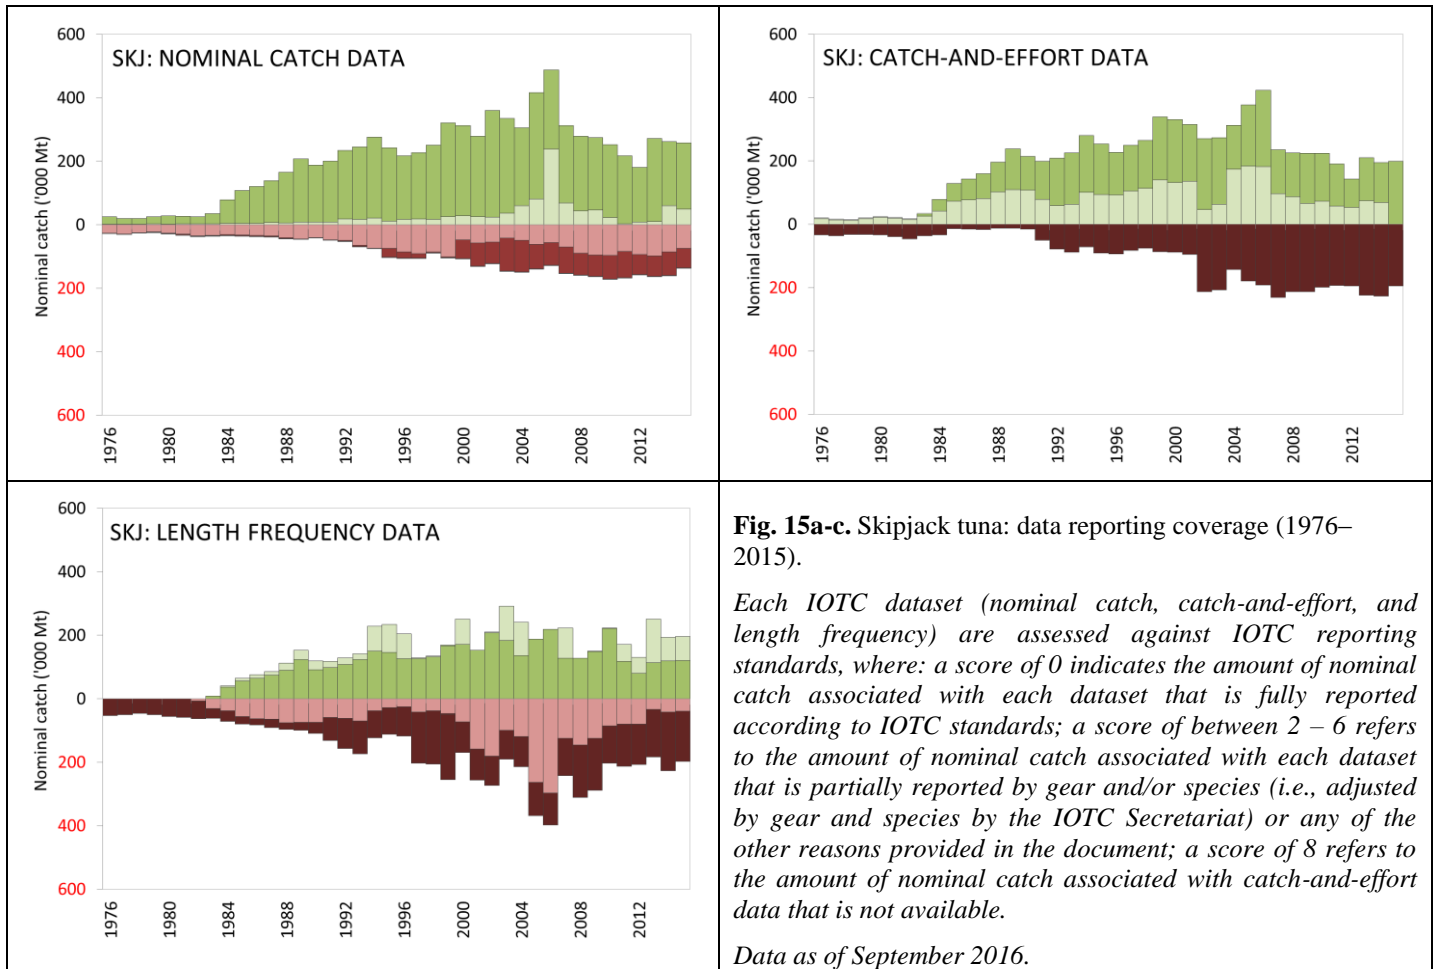 SKJ: NOMINAL CATCH DATA
Nominal catch ('000 Mt)
600
400
200
0
200
400
600
1976
1980
1984
1988
1992
1996
2000
2004
2008
2012
SKJ: CATCH-AND-EFFORT DATA
Nominal catch ('000 Mt)
600
400
200
0
200
400
600
1976
1980
1984
1988
1992
1996
2000
2004
2008
2012
SKJ: LENGTH FREQUENCY DATA
Nominal catch ('000 Mt)
600
400
200
0
200
400
600
1976
1980
1984
1988
1992
1996
2000
2004
2008
2012
Fig. 15a-c. Skipjack tuna: data reporting coverage (1976–
2015).
Each IOTC dataset (nominal catch, catch-and-effort, and
length frequency) are assessed against IOTC reporting
standards, where: a score of 0 indicates the amount of nominal
catch associated with each dataset that is fully reported
according to IOTC standards; a score of between 2 – 6 refers
to the amount of nominal catch associated with each dataset
that is partially reported by gear and/or species (i.e., adjusted
by gear and species by the IOTC Secretariat) or any of the
other reasons provided in the document; a score of 8 refers to
the amount of nominal catch associated with catch-and-effort
data that is not available.
Data as of September 2016.